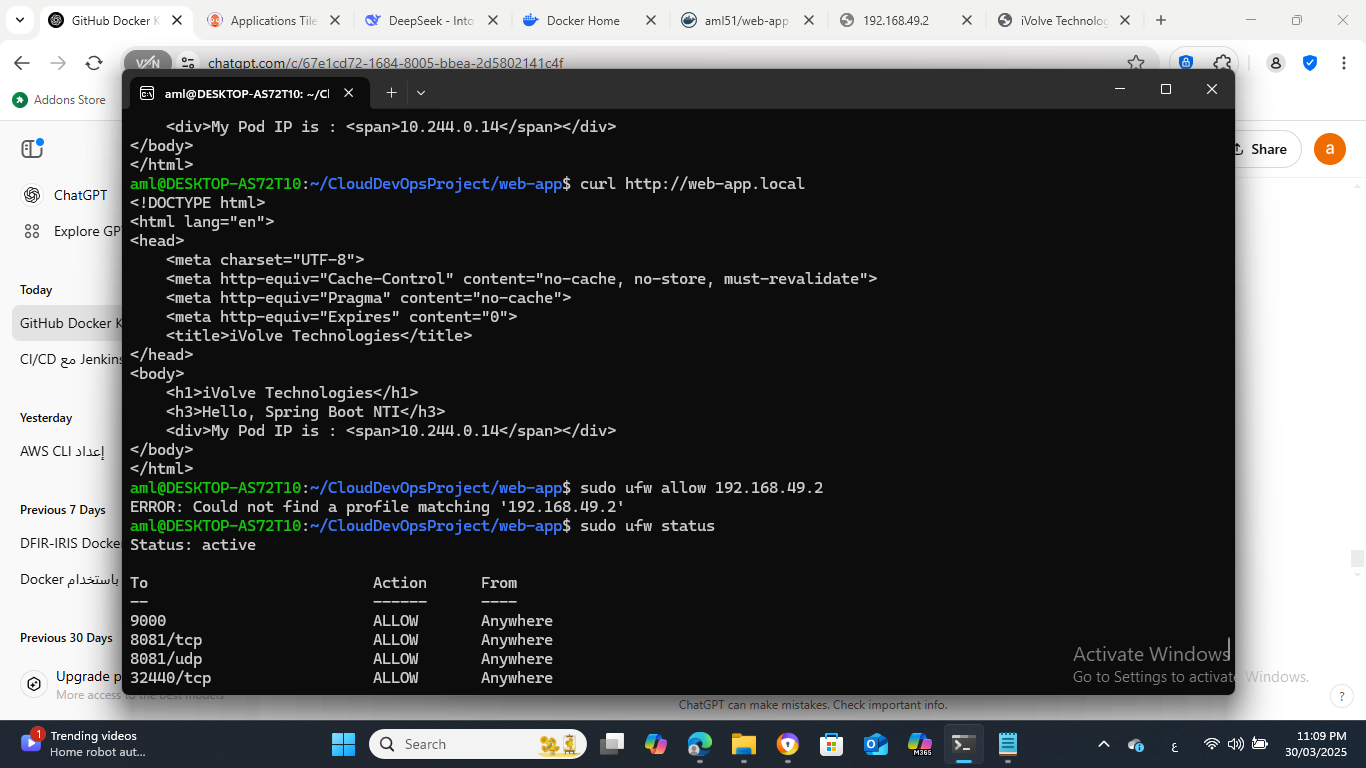 GitHub Docker K
Applications Tile
DeepSeek - Into
Docker Home
aml51/web-app
192.168.49.2
iVolve Technolog
VPN
chatgpt.com/c/67e1cd72-1684-8005-bbea-2d5802141c4f
Addons Store
aml@DESKTOP-AS72T10: ~/Cl
<div>My Pod IP is : <span>10.244.0.14</span></div>
</body>
</html>
aml@DESKTOP-AS72T10:~/CloudDevOpsProject/web-app$ curl http://web-app.local
<!DOCTYPE html>
<html lang="en">
<head>
    <meta charset="UTF-8">
    <meta http-equiv="Cache-Control" content="no-cache, no-store, must-revalidate">
    <meta http-equiv="Pragma" content="no-cache">
    <meta http-equiv="Expires" content="0">
    <title>iVolve Technologies</title>
</head>
<body>
    <h1>iVolve Technologies</h1>
    <h3>Hello, Spring Boot NTI</h3>
    <div>My Pod IP is : <span>10.244.0.14</span></div>
</body>
</html>
aml@DESKTOP-AS72T10:~/CloudDevOpsProject/web-app$ sudo ufw allow 192.168.49.2
ERROR: Could not find a profile matching '192.168.49.2'
aml@DESKTOP-AS72T10:~/CloudDevOpsProject/web-app$ sudo ufw status
Status: active
To Action From
-- ------ ----
9000 ALLOW Anywhere
8081/tcp ALLOW Anywhere
8081/udp ALLOW Anywhere
32440/tcp ALLOW Anywhere
ChatGPT
Explore GP
Today
GitHub Docker K
CI/CD مع Jenkins
Yesterday
إعداد AWS CLI
Previous 7 Days
DFIR-IRIS Docker
باستخدام Docker
Previous 30 Days
Upgrade p
More access to the best models
Share
a
Activate Windows
Go to Settings to activate Windows.
ChatGPT can make mistakes. Check important info.
?
1
Trending videos
Home robot aut...
Search
M365
ع
11:09 PM
30/03/2025